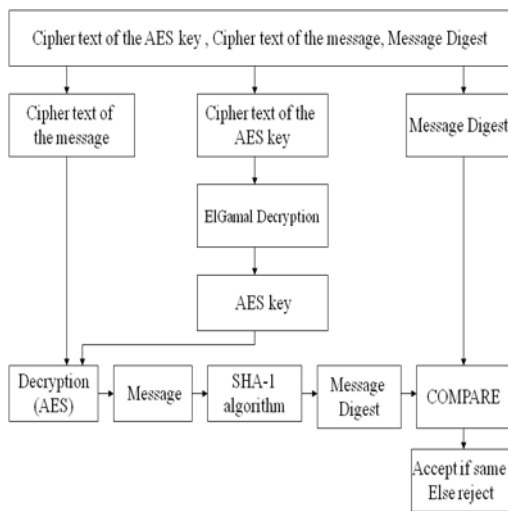 Cipher text of the AES key , Cipher text of the message, Message Digest
Cipher text of
the message
Cipher text of the
AES key
Message Digest
ElGamal Decryption
AES key
Decryption
(AES)
Message
SHA-1
algorithm
Message
Digest
COMPARE
Accept if same
Else reject